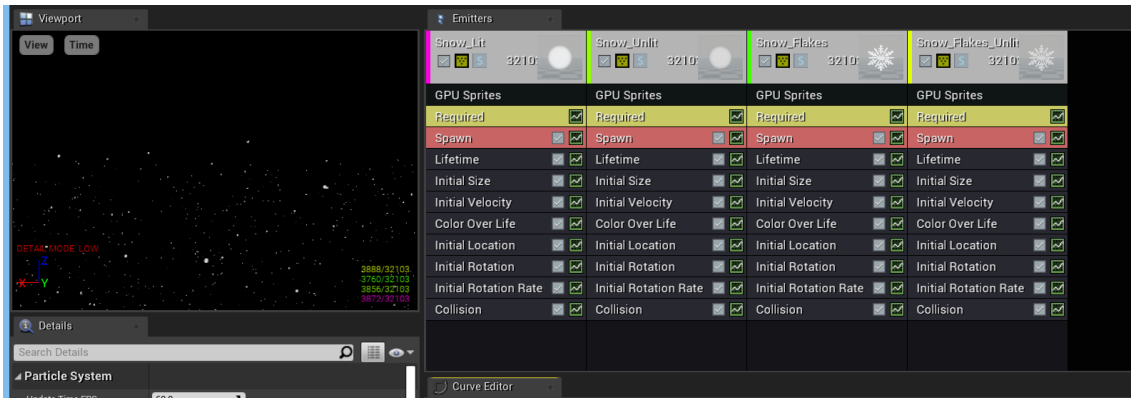 Viewport
Emitters
View Time
Snow_Lit Snow_Unlit Snow_Flakes Snow_Flakes_Unlit
S 3210 S 3210 S 3210 S 3210
GPU Sprites GPU Sprites GPU Sprites GPU Sprites
Required Required Required Required
Spawn Spawn Spawn Spawn
Lifetime Lifetime Lifetime Lifetime
Initial Size Initial Size Initial Size Initial Size
Initial Velocity Initial Velocity Initial Velocity Initial Velocity
Color Over Life Color Over Life Color Over Life Color Over Life
DETAIL MODE LOW
Initial Location Initial Location Initial Location Initial Location
Z
Initial Rotation Initial Rotation Initial Rotation Initial Rotation
3888/32103
3760/32103
X Y
Initial Rotation Rate Initial Rotation Rate Initial Rotation Rate Initial Rotation Rate
3856/32103
3872/32103
Collision Collision Collision Collision
Details
Search Details
Particle System
Curve Editor